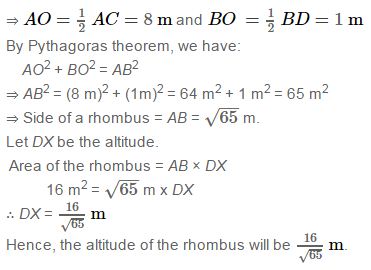 ⇒ AO = 1/2 AC = 8 m and BO = 1/2 BD = 1 m
By Pythagoras theorem, we have:
AO² + BO² = AB²
⇒ AB² = (8 m)² + (1m)² = 64 m² + 1 m² = 65 m²
⇒ Side of a rhombus = AB = √65 m.
Let DX be the altitude.
Area of the rhombus = AB × DX
16 m² = √65 m x DX
∴ DX = 16/√65 m
Hence, the altitude of the rhombus will be 16/√65 m.